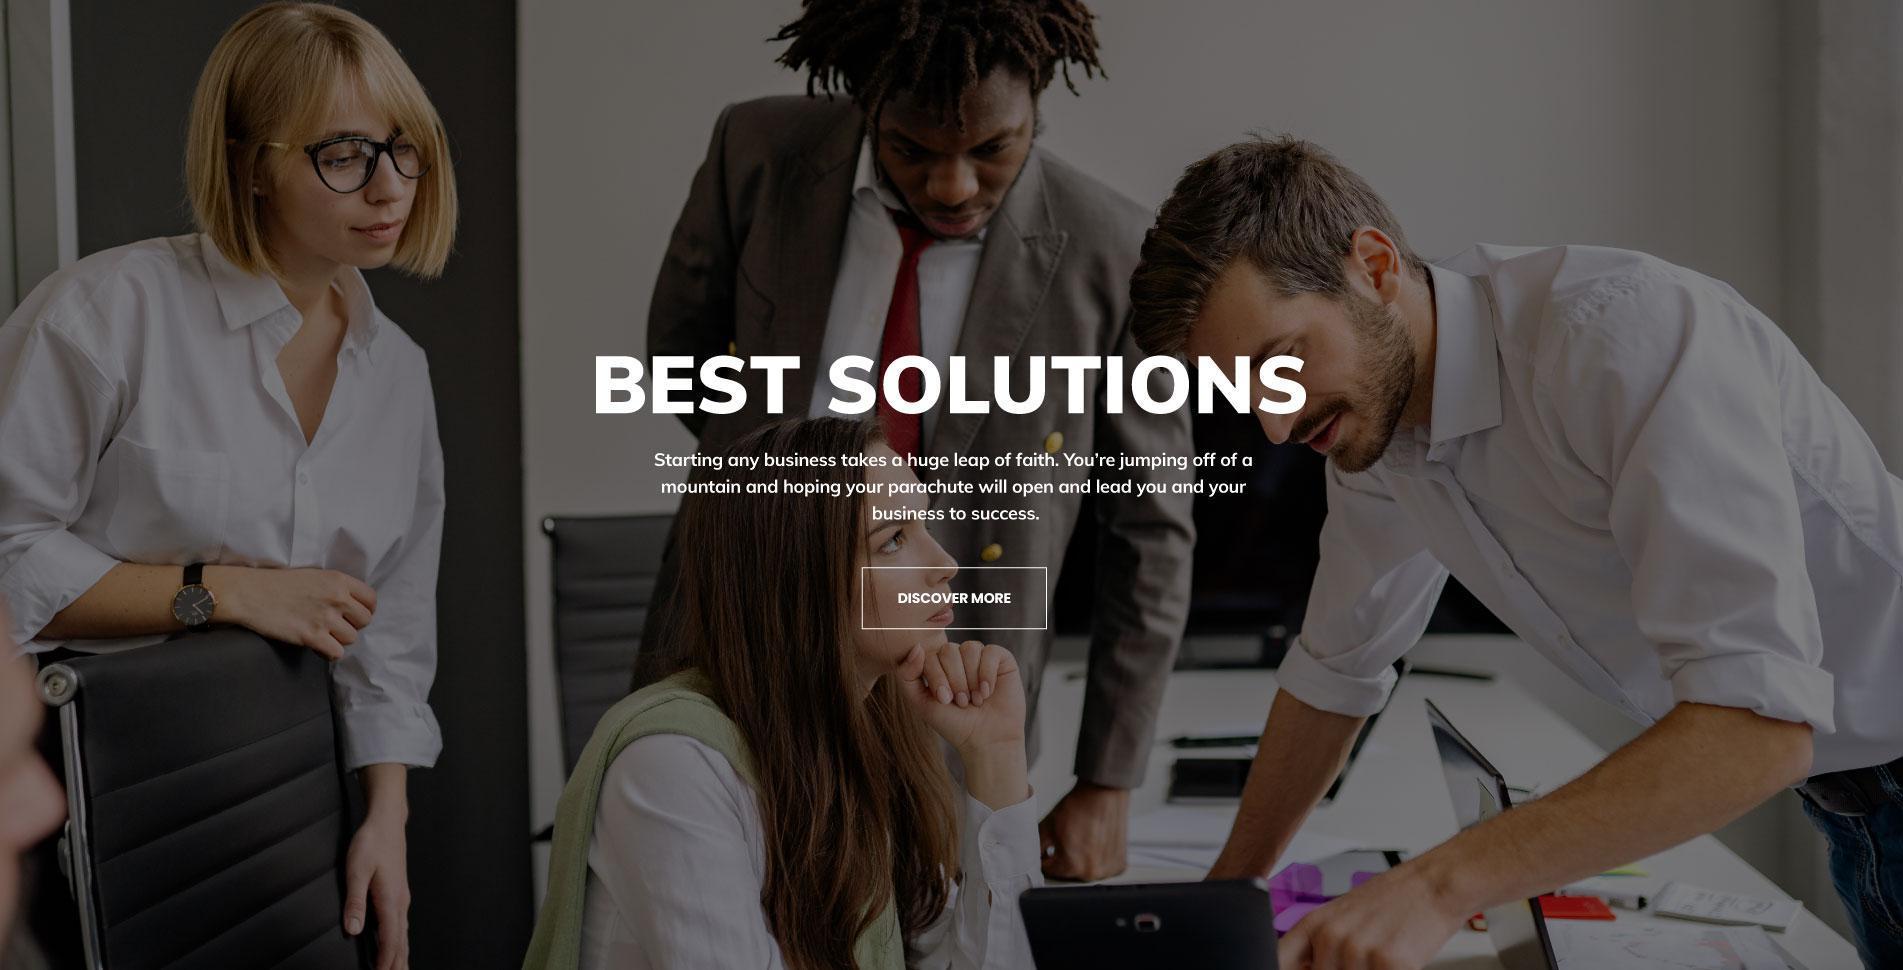 BEST SOLUTIONS
Starting any business takes a huge leap of faith. You’re jumping off of a
mountain and hoping your parachute will open and lead you and your
business to success.
DISCOVER MORE